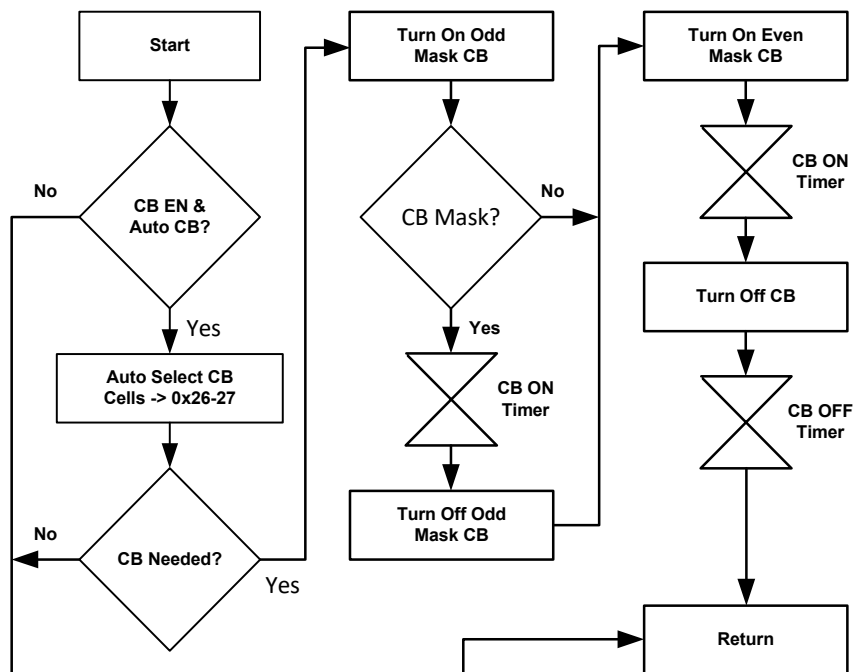 Start
No
CB EN &
Auto CB?
Yes
Auto Select CB
Cells -> 0x26-27
No
CB Needed?
Yes
Turn On Odd
Mask CB
CB Mask?
No
Yes
CB ON
Timer
Turn Off Odd
Mask CB
Turn On Even
Mask CB
CB ON
Timer
Turn Off CB
CB OFF
Timer
Return